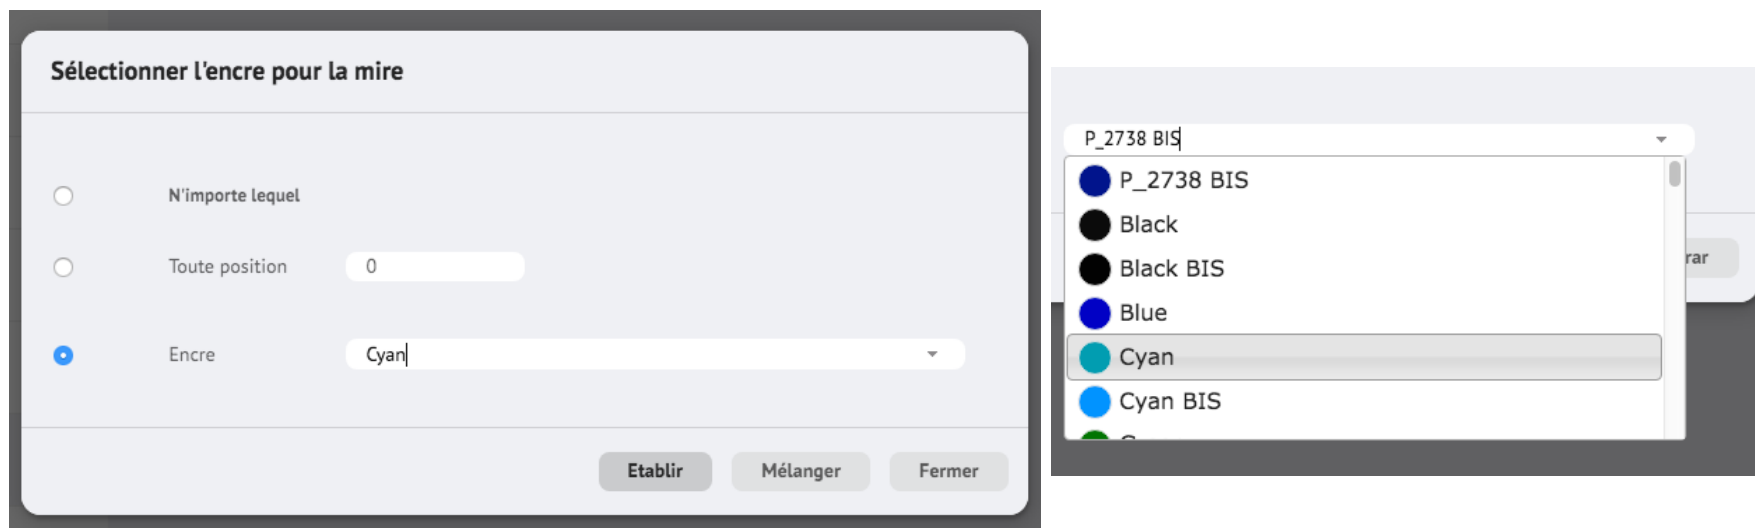 Sélectionner l'encre pour la mire
N'importe lequel
Toute position 0
Encre Cyan
Etablir Mélanger Fermer
P_2738 BIS
P_2738 BIS
Black
Black BIS
Blue
Cyan
Cyan BIS
rar